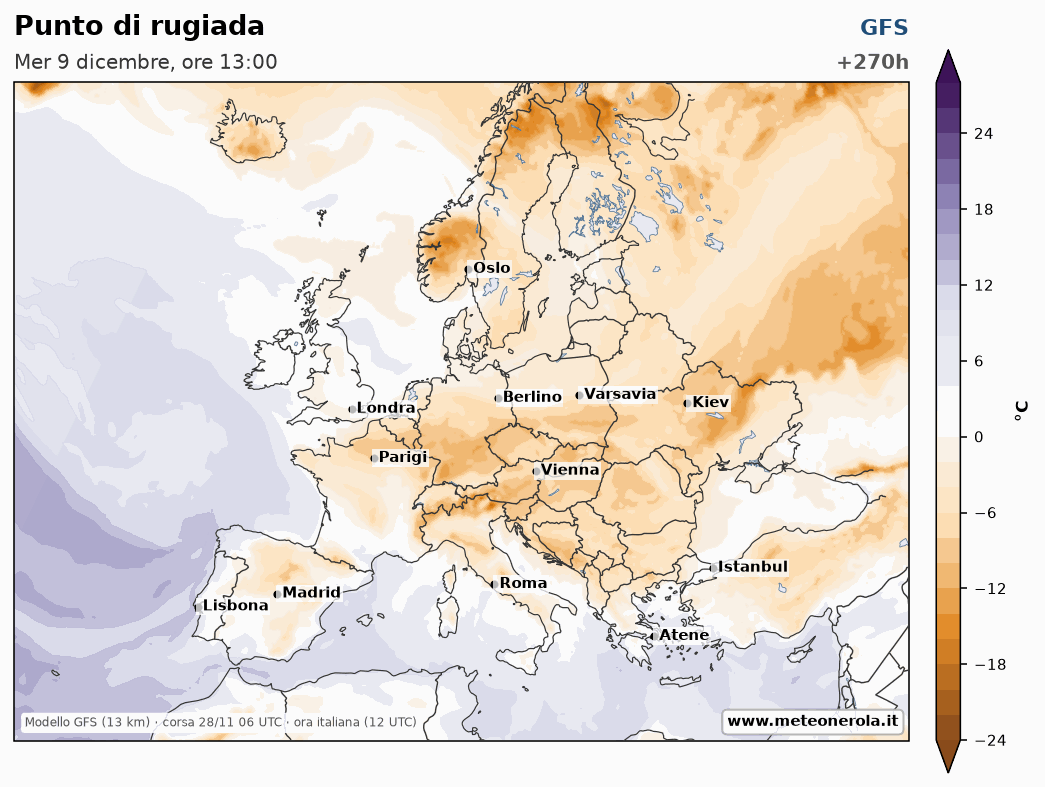 Punto di rugiada
GFS
Mer 9 dicembre, ore 13:00
+270h
24
18
12
6
0
−6
−12
−18
−24
°C
Oslo
Berlino
Varsavia
Kiev
Londra
Parigi
Vienna
Istanbul
Roma
Madrid
Lisbona
Atene
Modello GFS (13 km) · corsa 28/11 06 UTC · ora italiana (12 UTC)
www.meteonerola.it